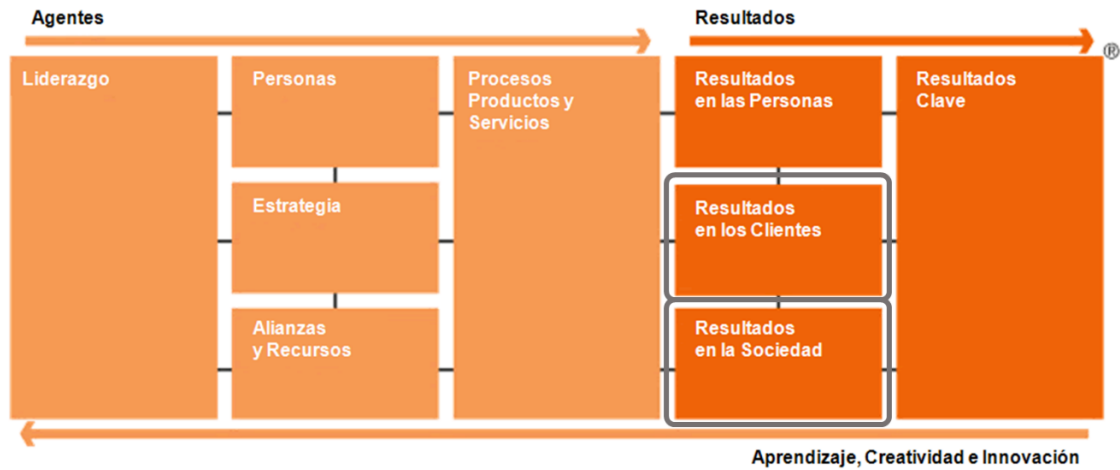 Agentes
Resultados
®
Liderazgo
Personas
Procesos
Productos y
Servicios
Resultados
en las Personas
Resultados
Clave
Estrategia
Resultados
en los Clientes
Alianzas
y Recursos
Resultados
en la Sociedad
Aprendizaje, Creatividad e Innovación